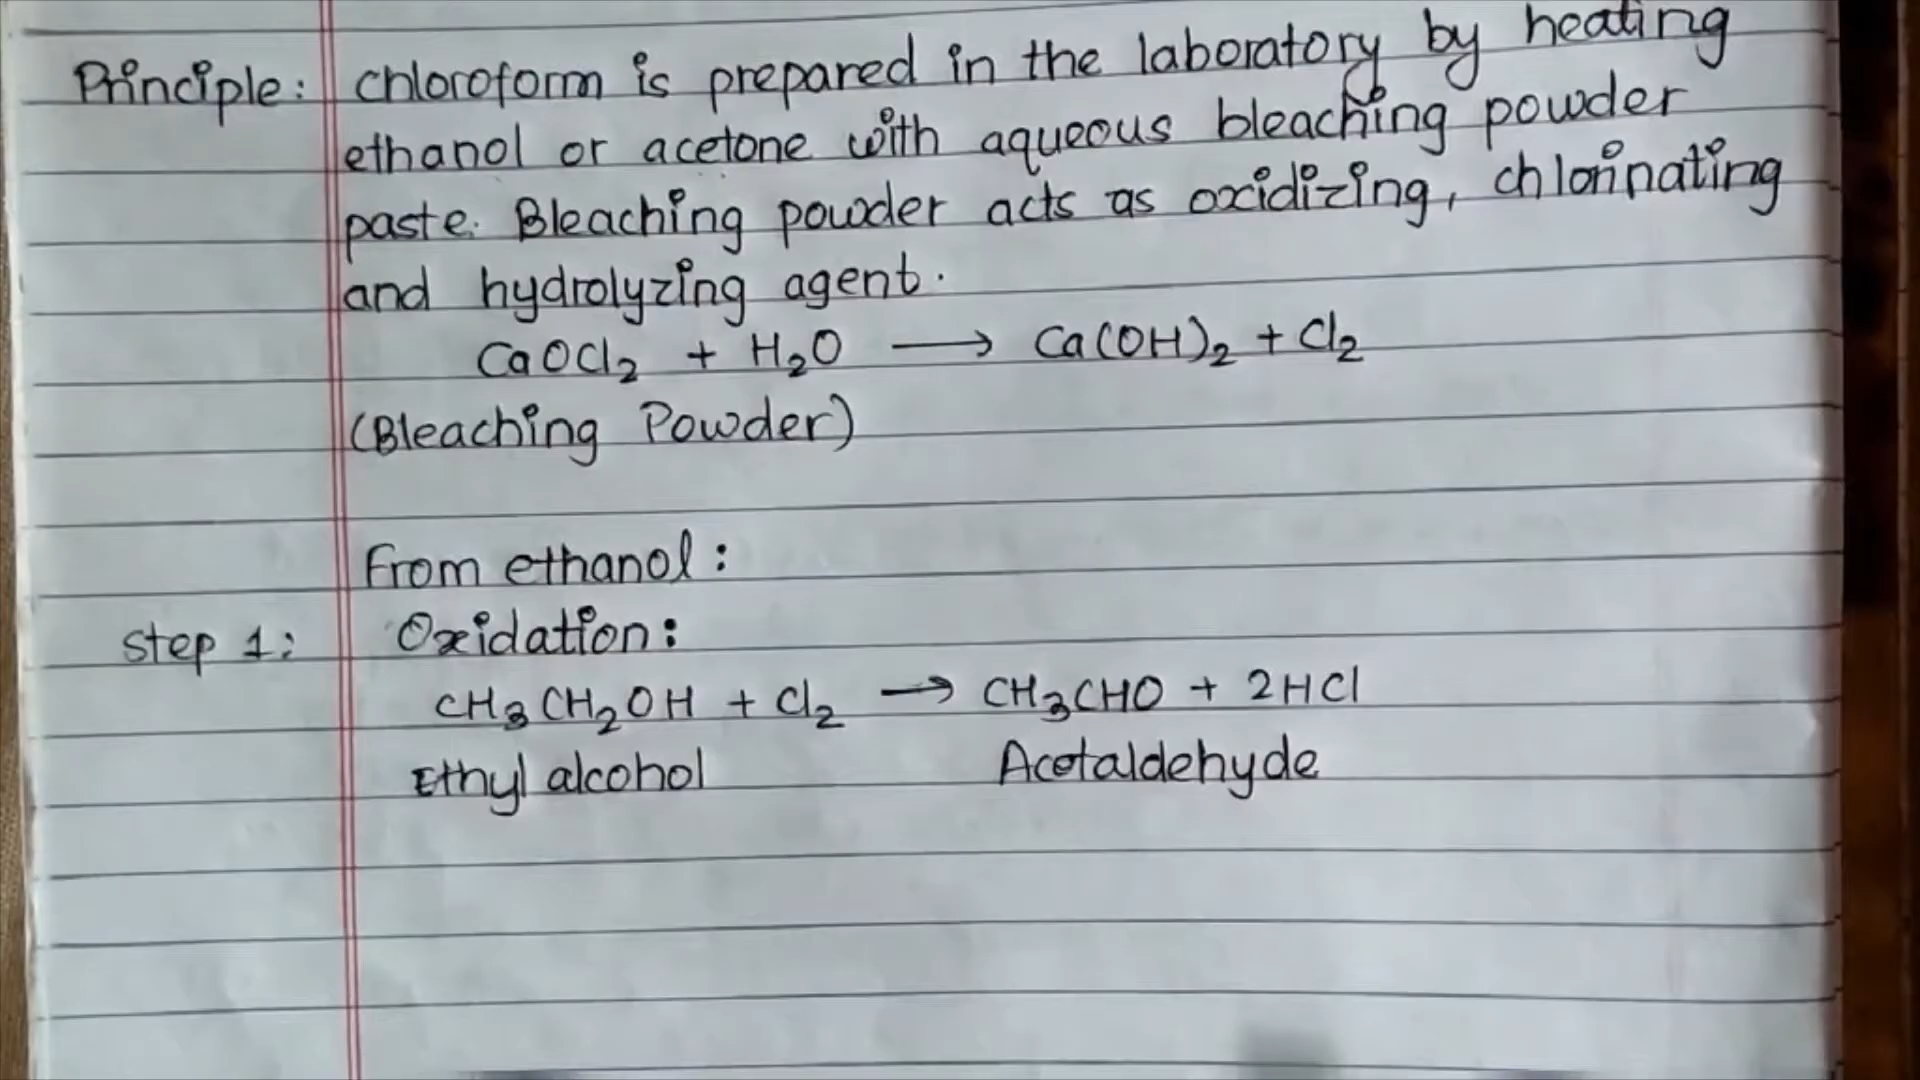 Principle: chloroform is prepared in the laboratory by heating
ethanol or acetone with aqueous bleaching powder
paste. Bleaching powder acts as oxidizing, chlorinating
and hydrolyzing agent.
CaOCl₂ + H₂O → Ca(OH)₂ + Cl₂
(Bleaching Powder)
From ethanol:
step 1: Oxidation:
CH₃CH₂OH + Cl₂ → CH₃CHO + 2HCl
Ethyl alcohol Acetaldehyde